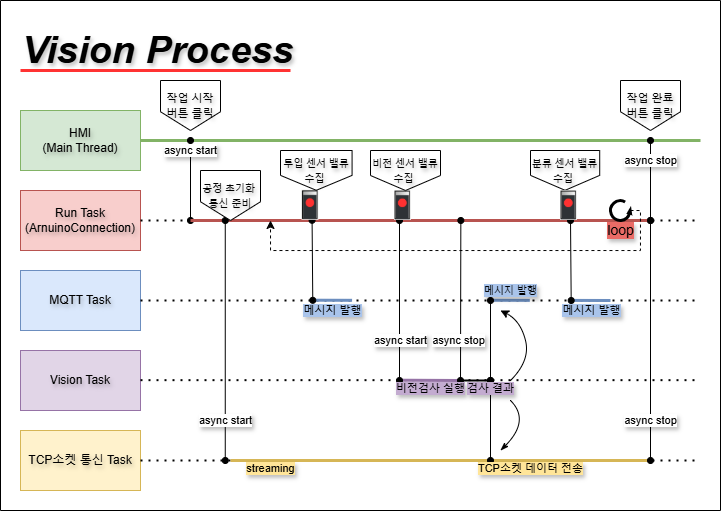 Vision Process
작업 시작
버튼 클릭
작업 완료
버튼 클릭
HMI
(Main Thread)
async start
async stop
공정 초기화
통신 준비
투입 센서 밸류
수집
비전 센서 밸류
수집
분류 센서 밸류
수집
Run Task
(ArnuinoConnection)
loop
MQTT Task
메시지 발행
메시지 발행
메시지 발행
async start
async stop
Vision Task
비전검사 실행
검사 결과
async start
async stop
TCP소켓 통신 Task
streaming
TCP소켓 데이터 전송